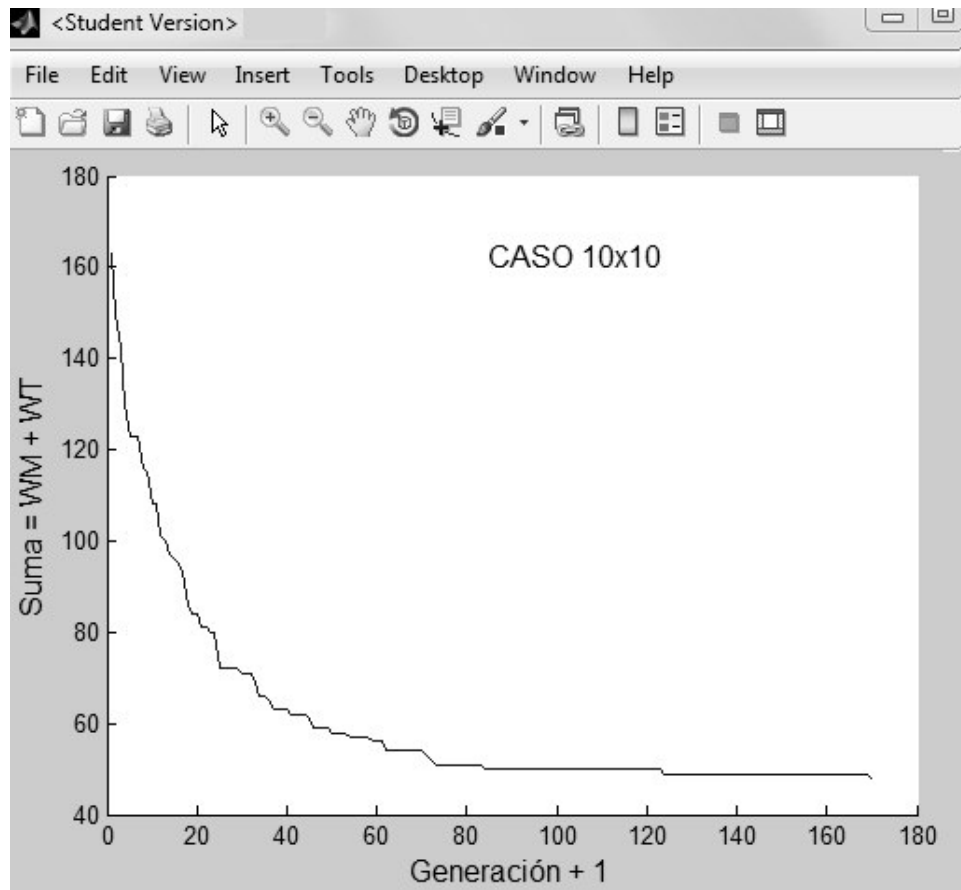 <Student Version>
File Edit View Insert Tools Desktop Window Help
180
160
140
120
100
80
60
40
CASO 10x10
Suma = WM + WT
0 20 40 60 80 100 120 140 160 180
Generación + 1